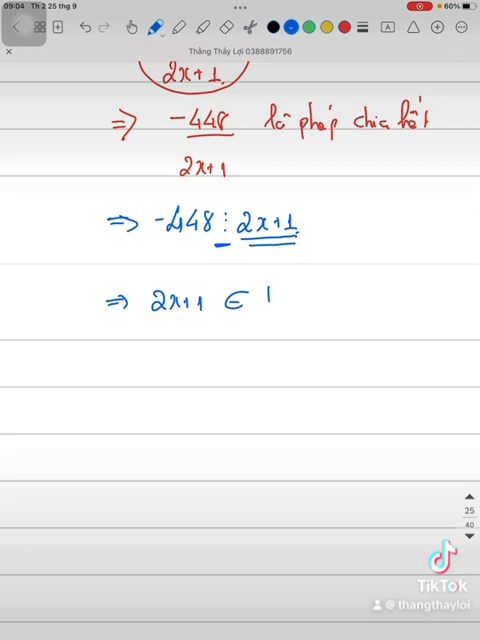 09:04 Th 2 25 thg 9
60%
Thắng Thầy Lợi 0388891756
2x+1
⇒ -448 là phép chia hết
2x+1
⇒ -448 ⋮ 2x+1
⇒ 2x+1 ∈
25
40
TikTok
@thangthayloi